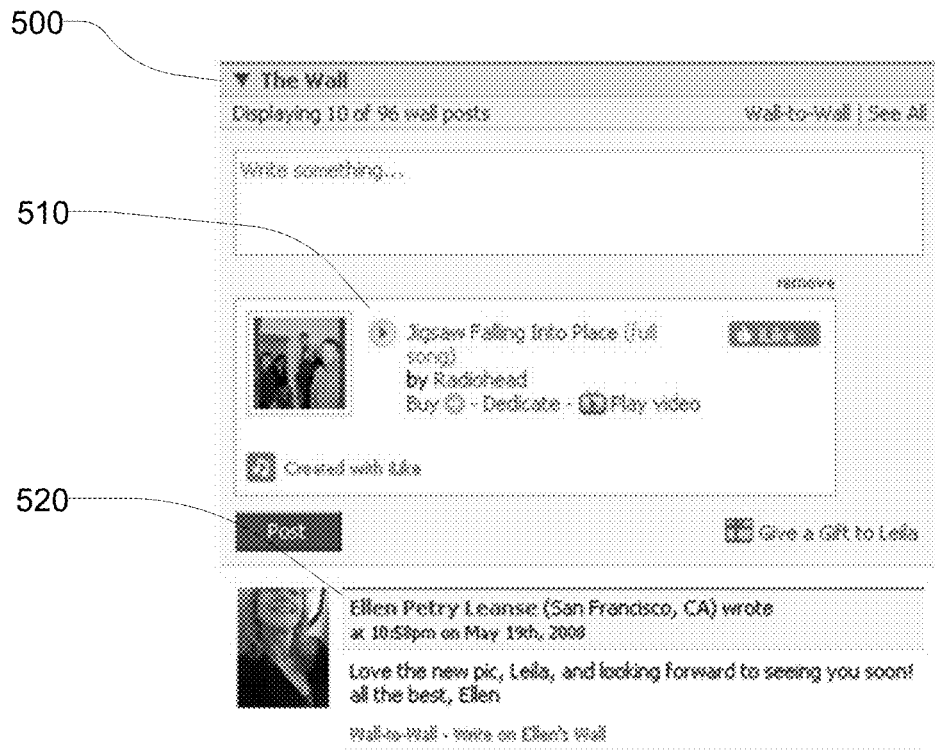 500
▼ The Wall
Displaying 10 of 96 wall posts Wall-to-Wall | See All
Write something...
510
remove
Jigsaw Falling Into Place (full
song)
by Radiohead
Buy - Dedicate - Play video
Created with iLike
520
Post Give a Gift to Leila
Ellen Petry Leanse (San Francisco, CA) wrote
at 10:58pm on May 19th, 2008
Love the new pic, Leila, and looking forward to seeing you soon!
all the best, Ellen
Wall-to-Wall - Write on Ellen's Wall